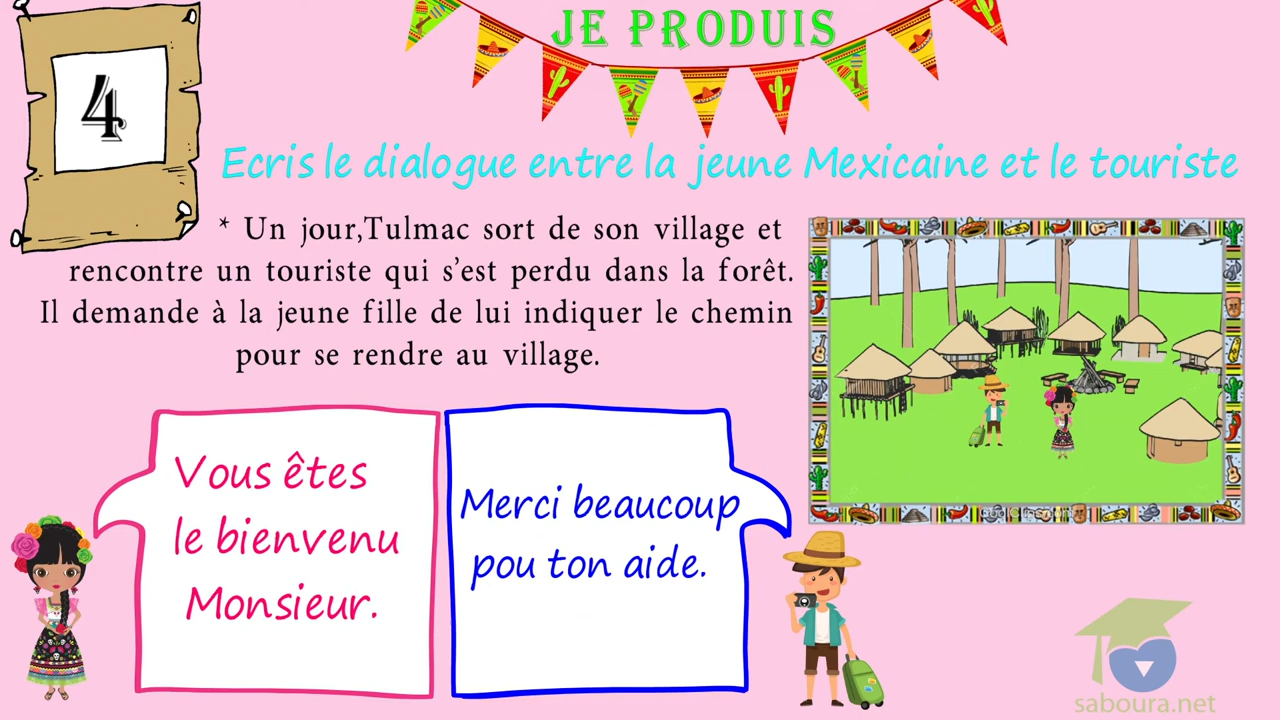 JE PRODUIS
4
Ecris le dialogue entre la jeune Mexicaine et le touriste
* Un jour,Tulmac sort de son village et
rencontre un touriste qui s'est perdu dans la forêt.
Il demande à la jeune fille de lui indiquer le chemin
pour se rendre au village.
Vous êtes
le bienvenu
Monsieur.
Merci beaucoup
pou ton aide.
saboura.net